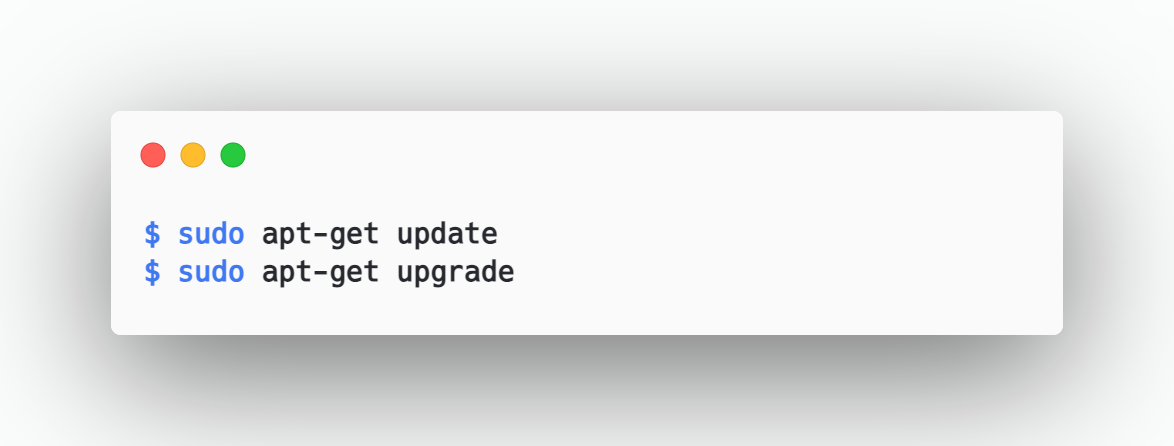 $ sudo apt-get update
$ sudo apt-get upgrade